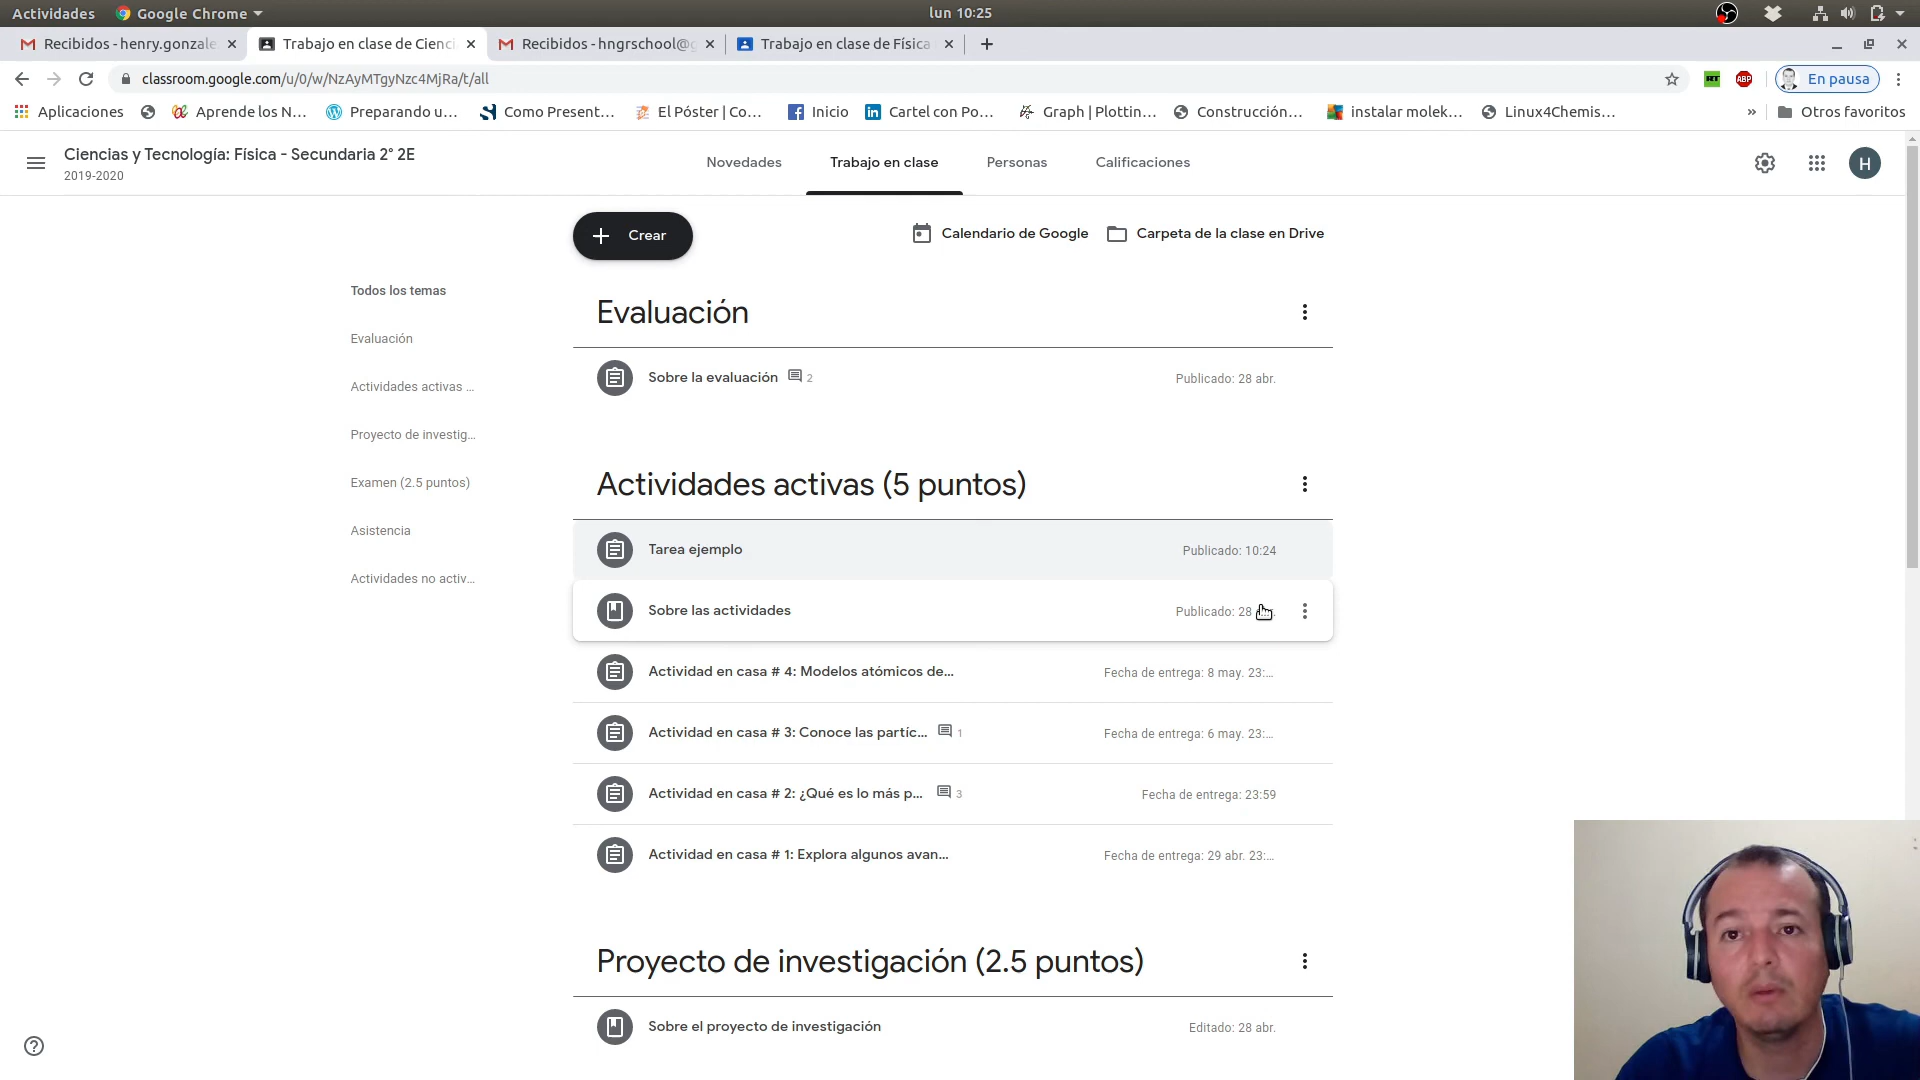 Actividades
Google Chrome
lun 10:25
Recibidos - henry.gonzale
Trabajo en clase de Cienci
Recibidos - hngrschool@g
Trabajo en clase de Física
classroom.google.com/u/0/w/NzAyMTgyNzc4MjRa/t/all
RT
ABP
En pausa
Aplicaciones
Aprende los N...
Preparando u...
Como Present...
El Póster | Co...
Inicio
Cartel con Po...
Graph | Plottin...
Construcción...
instalar molek...
Linux4Chemis...
»
Otros favoritos
Ciencias y Tecnología: Física - Secundaria 2° 2E
2019-2020
Novedades
Trabajo en clase
Personas
Calificaciones
H
Crear
Calendario de Google
Carpeta de la clase en Drive
Todos los temas
Evaluación
Actividades activas ...
Proyecto de investig...
Examen (2.5 puntos)
Asistencia
Actividades no activ...
Evaluación
Sobre la evaluación 2
Publicado: 28 abr.
Actividades activas (5 puntos)
Tarea ejemplo
Publicado: 10:24
Sobre las actividades
Publicado: 28
Actividad en casa # 4: Modelos atómicos de...
Fecha de entrega: 8 may. 23:...
Actividad en casa # 3: Conoce las partíc... 1
Fecha de entrega: 6 may. 23:...
Actividad en casa # 2: ¿Qué es lo más p... 3
Fecha de entrega: 23:59
Actividad en casa # 1: Explora algunos avan...
Fecha de entrega: 29 abr. 23:...
Proyecto de investigación (2.5 puntos)
Sobre el proyecto de investigación
Editado: 28 abr.